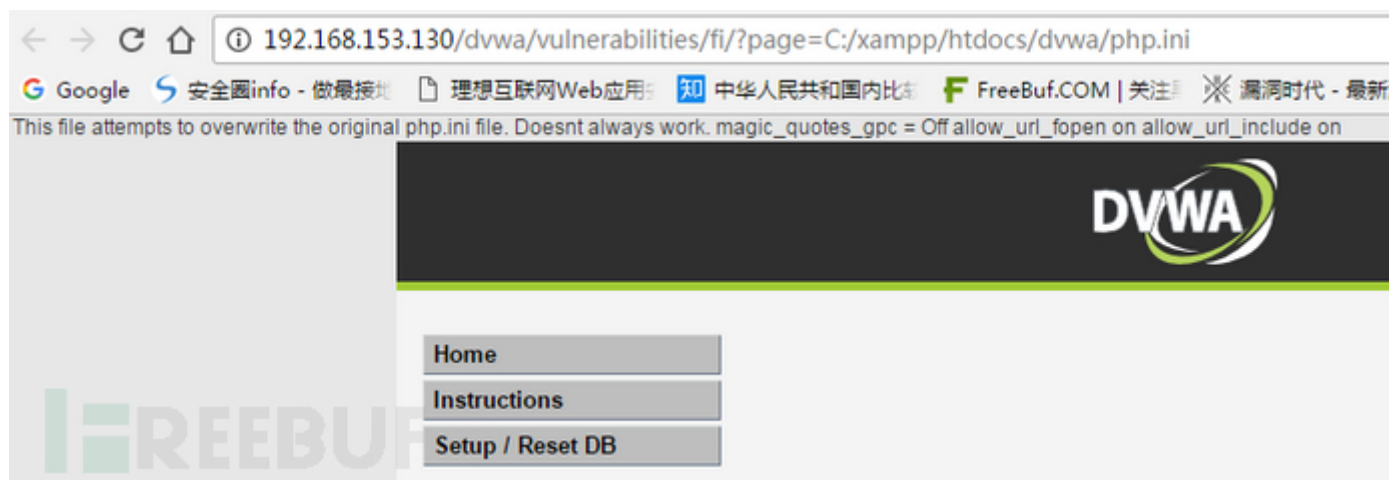 192.168.153.130/dvwa/vulnerabilities/fi/?page=C:/xampp/htdocs/dvwa/php.ini
Google 安全圈info - 做最接地 理想互联网Web应用 知 中华人民共和国内比较 FreeBuf.COM | 关注 漏洞时代 - 最新
This file attempts to overwrite the original php.ini file. Doesnt always work. magic_quotes_gpc = Off allow_url_fopen on allow_url_include on
DVWA
Home
Instructions
Setup / Reset DB
FREEBUF